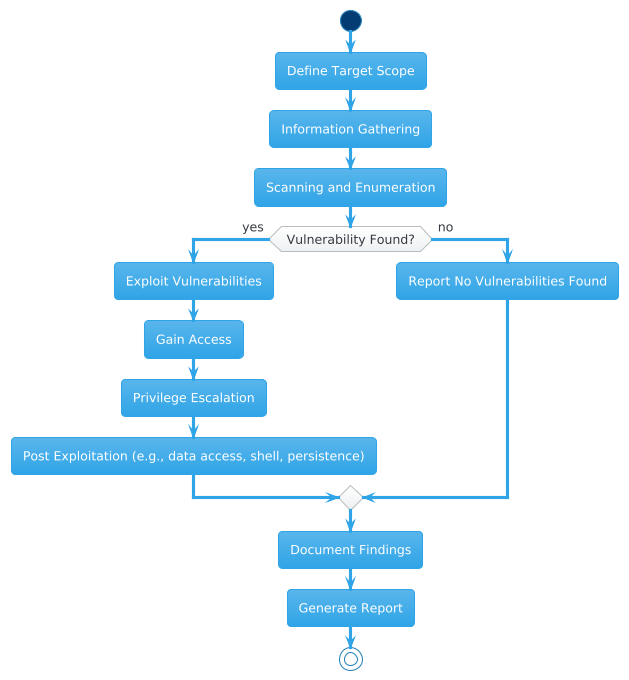 Define Target Scope
Information Gathering
Scanning and Enumeration
Vulnerability Found?
yes
no
Exploit Vulnerabilities
Report No Vulnerabilities Found
Gain Access
Privilege Escalation
Post Exploitation (e.g., data access, shell, persistence)
Document Findings
Generate Report